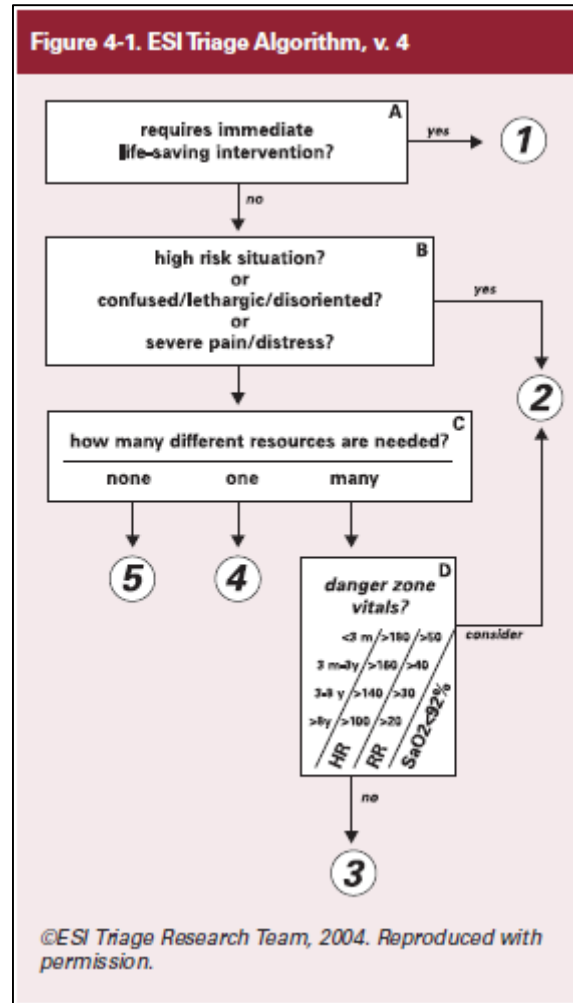 Figure 4-1. ESI Triage Algorithm, v. 4
A
requires immediate
life-saving intervention?
yes
1
no
B
high risk situation?
or
confused/lethargic/disoriented?
or
severe pain/distress?
yes
2
C
how many different resources are needed?
none one many
5
4
D
danger zone
vitals?
consider
<3 m >180 >50
3 m-3y >160 >40
3-8 y >140 >30
>8y >100 >20
HR RR SaO2<92%
no
3
©ESI Triage Research Team, 2004. Reproduced with
permission.